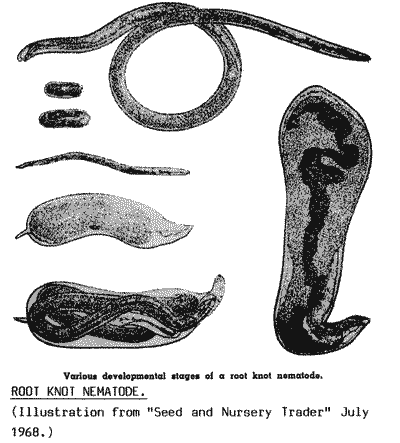 Various developmental stages of a root knot nematode.
ROOT KNOT NEMATODE.
(Illustration from "Seed and Nursery Trader" July
1968.)